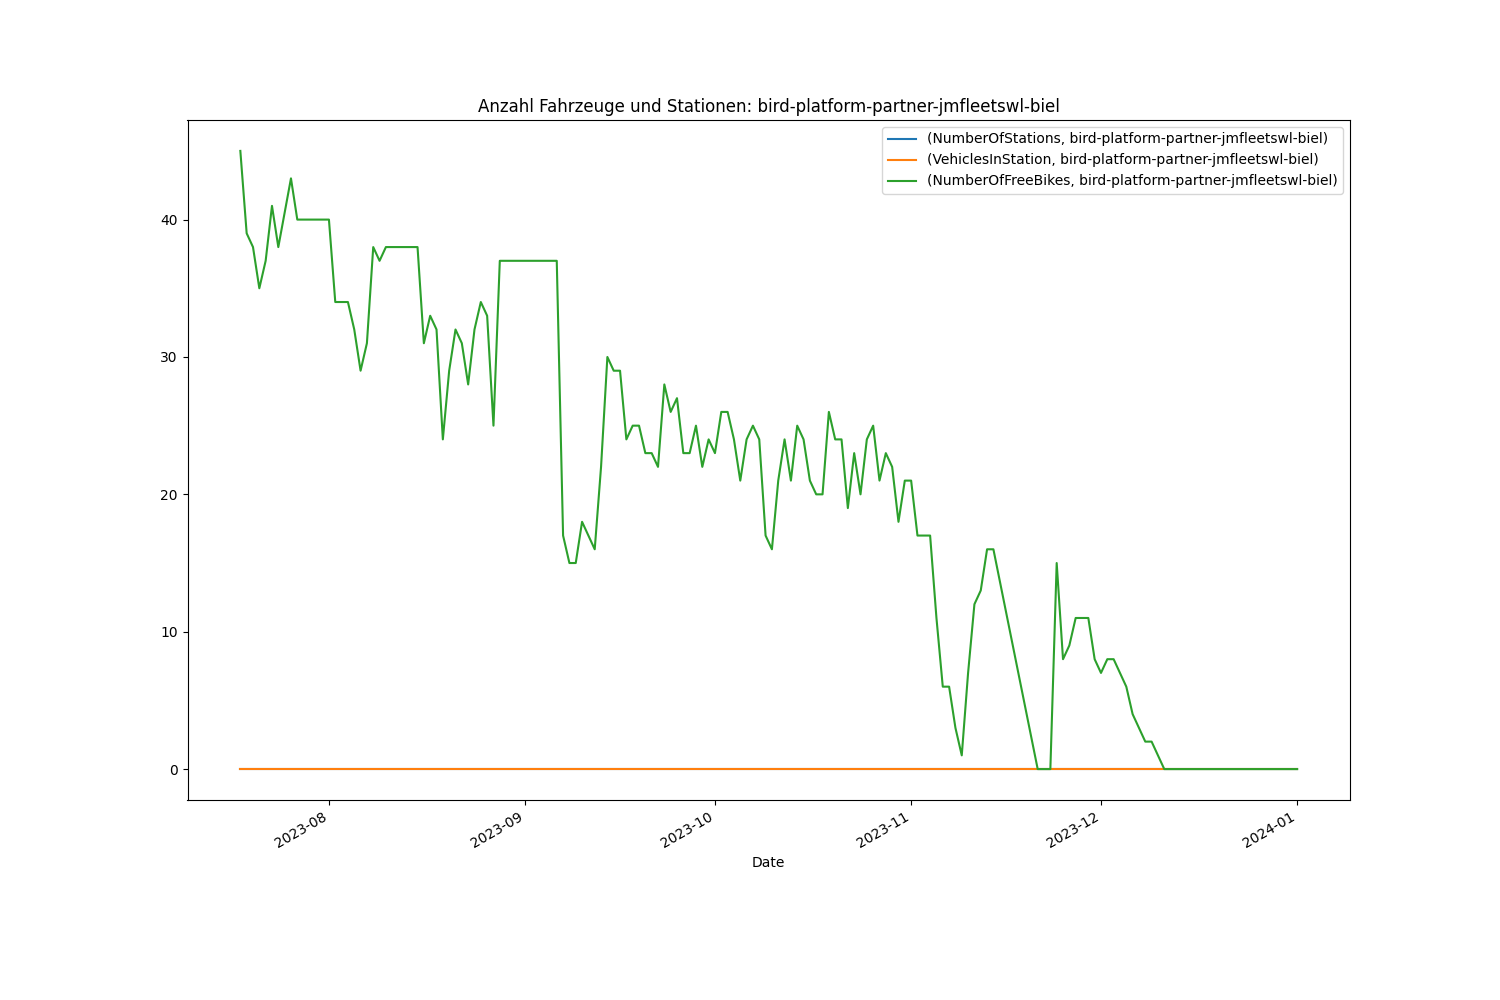 Anzahl Fahrzeuge und Stationen: bird-platform-partner-jmfleetswl-biel
(NumberOfStations, bird-platform-partner-jmfleetswl-biel)
(VehiclesInStation, bird-platform-partner-jmfleetswl-biel)
(NumberOfFreeBikes, bird-platform-partner-jmfleetswl-biel)
40
30
20
10
0
2023-08
2023-09
2023-10
2023-11
2023-12
2024-01
Date